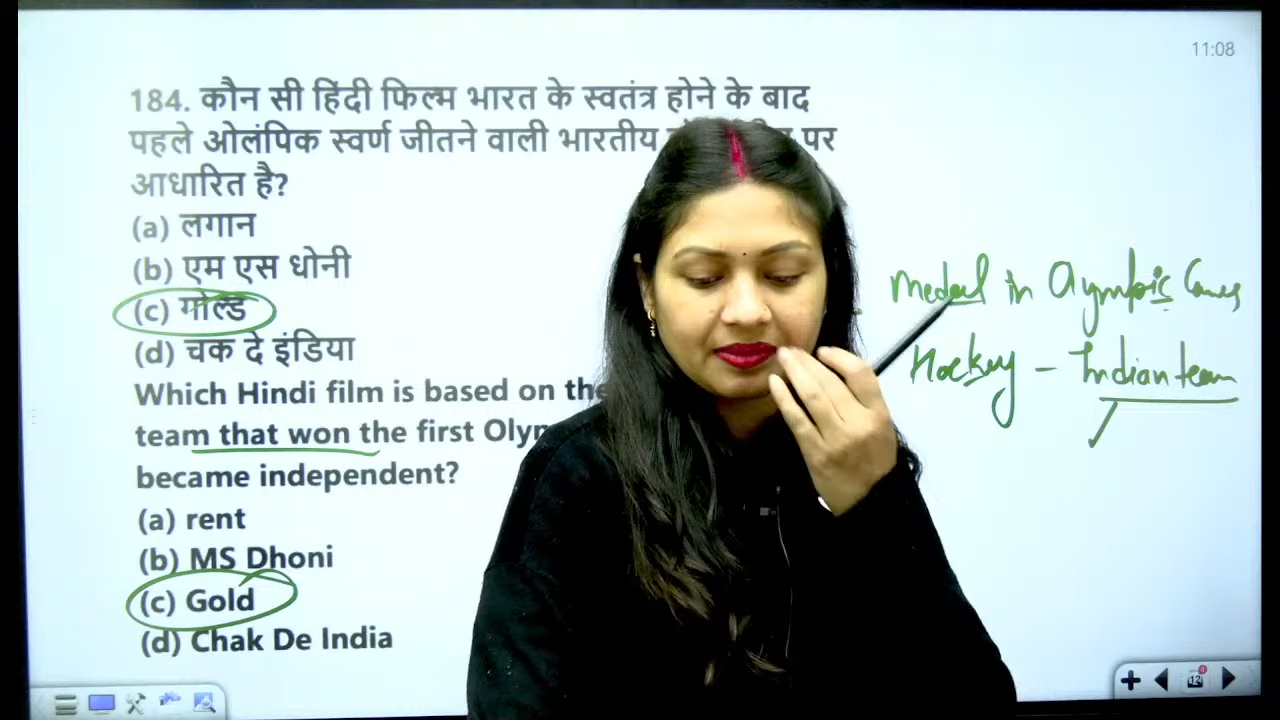 11:08
184. कौन सी हिंदी फिल्म भारत के स्वतंत्र होने के बाद
पहले ओलंपिक स्वर्ण जीतने वाली भारतीय पर
आधारित है?
(a) लगान
(b) एम एस धोनी
(c) गोल्ड
(d) चक दे इंडिया
Which Hindi film is based on the
team that won the first Olym
became independent?
(a) rent
(b) MS Dhoni
(c) Gold
(d) Chak De India
medal in Olympic Games
Hockey - Indian team
12